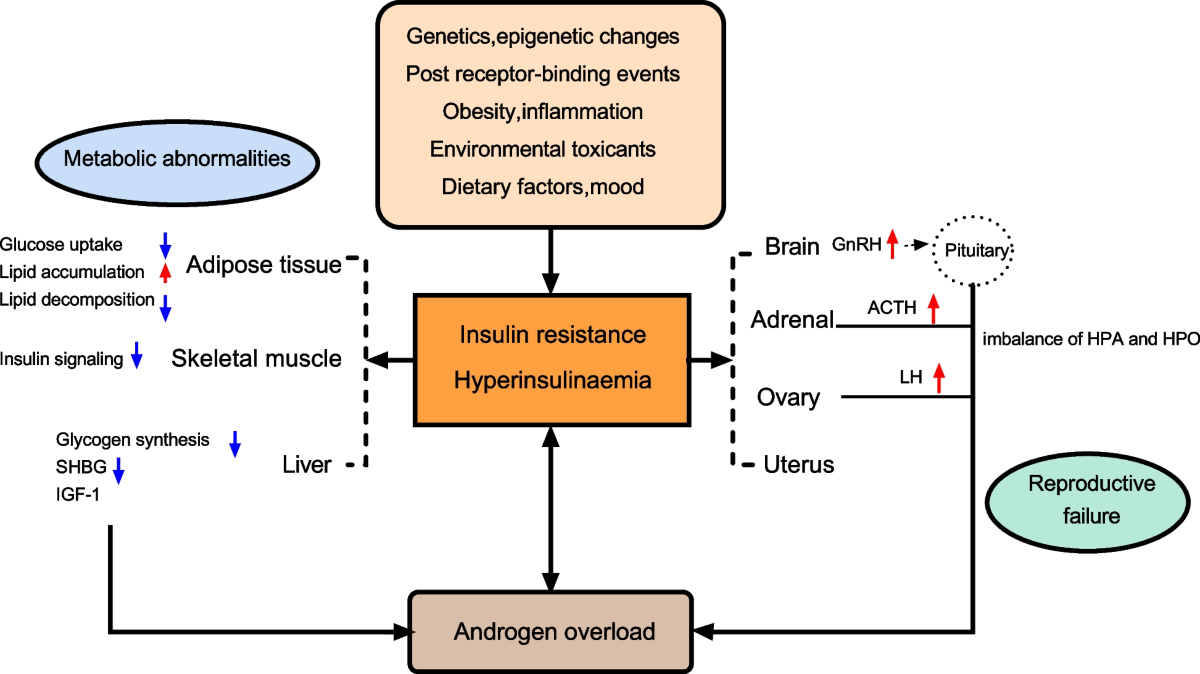 Genetics,epigenetic changes
Post receptor-binding events
Obesity,inflammation
Environmental toxicants
Dietary factors,mood
Metabolic abnormalities
Glucose uptake
Lipid accumulation
Lipid decomposition
Adipose tissue
Insulin signaling
Skeletal muscle
Glycogen synthesis
SHBG
IGF-1
Liver
Insulin resistance
Hyperinsulinaemia
Brain
GnRH
Pituitary
Adrenal
ACTH
imbalance of HPA and HPO
Ovary
LH
Uterus
Reproductive
failure
Androgen overload